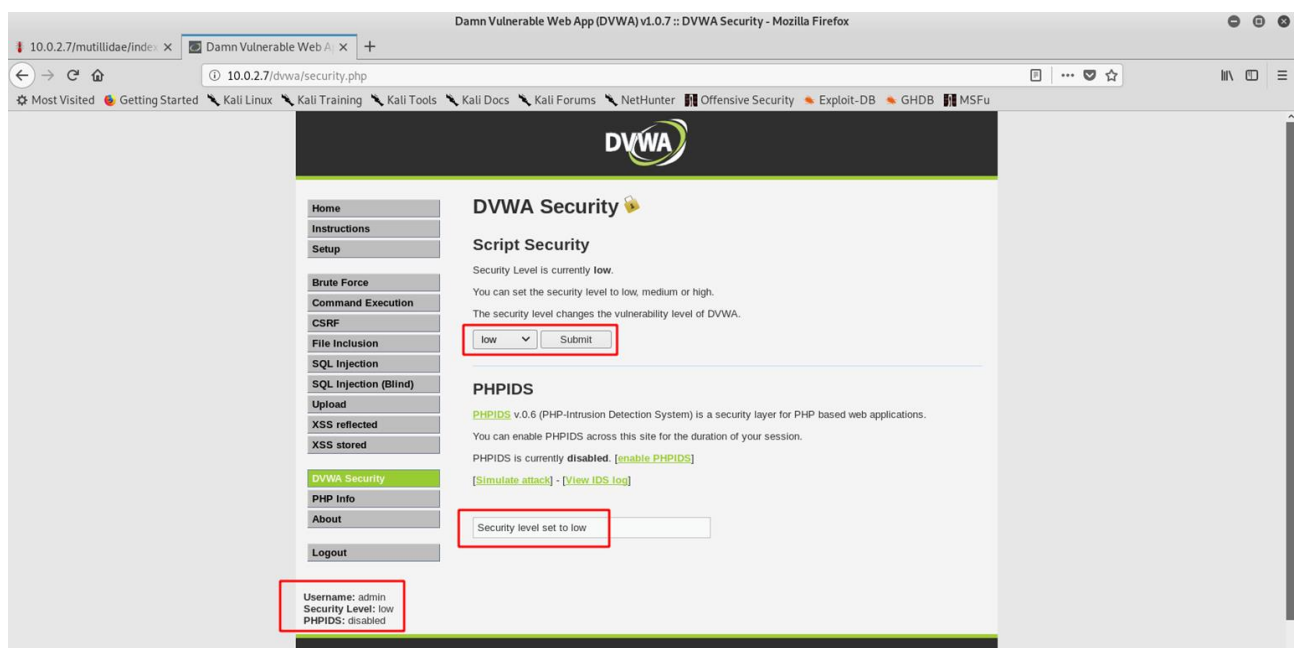 Damn Vulnerable Web App (DVWA) v1.0.7 :: DVWA Security - Mozilla Firefox
10.0.2.7/mutillidae/index
Damn Vulnerable Web A
10.0.2.7/dvwa/security.php
Most Visited Getting Started Kali Linux Kali Training Kali Tools Kali Docs Kali Forums NetHunter Offensive Security Exploit-DB GHDB MSFu
DVWA
Home
Instructions
Setup
Brute Force
Command Execution
CSRF
File Inclusion
SQL Injection
SQL Injection (Blind)
Upload
XSS reflected
XSS stored
DVWA Security
PHP Info
About
Logout
Username: admin
Security Level: low
PHPIDS: disabled
DVWA Security
Script Security
Security Level is currently low.
You can set the security level to low, medium or high.
The security level changes the vulnerability level of DVWA.
low Submit
PHPIDS
PHPIDS v.0.6 (PHP-Intrusion Detection System) is a security layer for PHP based web applications.
You can enable PHPIDS across this site for the duration of your session.
PHPIDS is currently disabled. [enable PHPIDS]
[Simulate attack] - [View IDS log]
Security level set to low